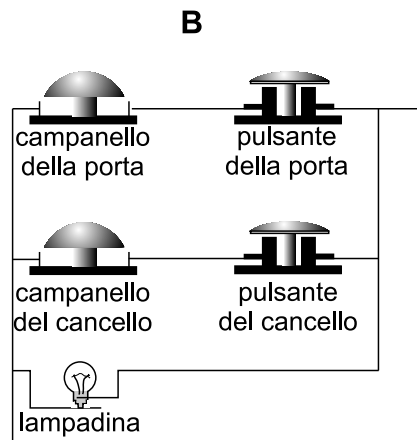 B
campanello
della porta
pulsante
della porta
campanello
del cancello
pulsante
del cancello
lampadina